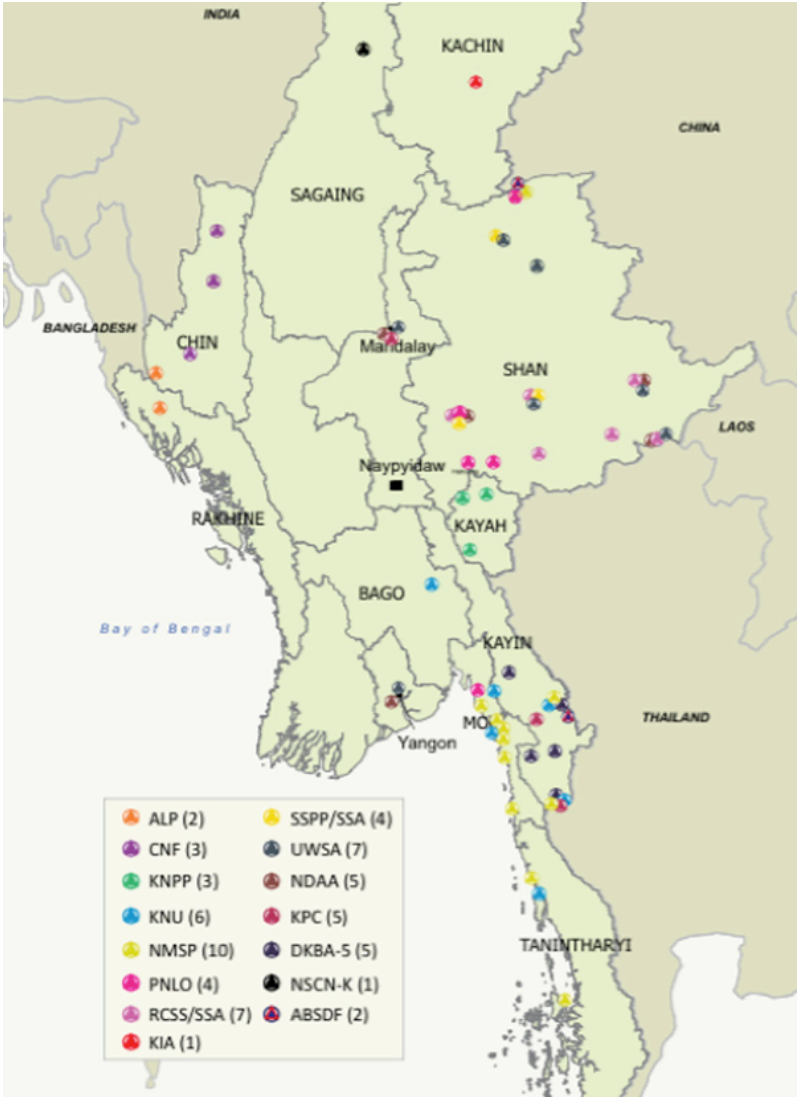 INDIA
KACHIN
CHINA
SAGAING
BANGLADESH
CHIN
Mandalay
SHAN
LAOS
Naypyidaw
RAKHINE
KAYAH
BAGO
Bay of Bengal
KAYIN
THAILAND
MO
Yangon
ALP (2)
SSPP/SSA (4)
CNF (3)
UWSA (7)
KNPP (3)
NDAA (5)
KNU (6)
KPC (5)
NMSP (10)
DKBA-5 (5)
PNLO (4)
NSCN-K (1)
RCSS/SSA (7)
ABSDF (2)
KIA (1)
TANINTHARYI